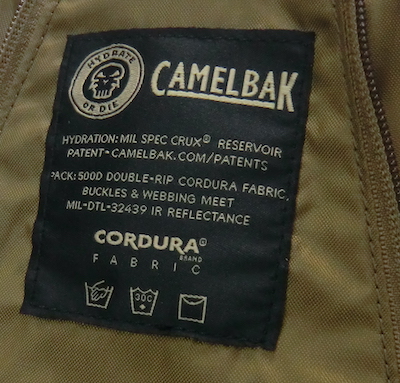 HYDRATE
OR DIE
CAMELBAK
HYDRATION: MIL SPEC CRUX® RESERVOIR
PATENT - CAMELBAK.COM/PATENTS
PACK: 500D DOUBLE-RIP CORDURA FABRIC,
BUCKLES & WEBBING MEET
MIL-DTL-32439 IR REFLECTANCE
CORDURA®
BRAND
FABRIC
30C